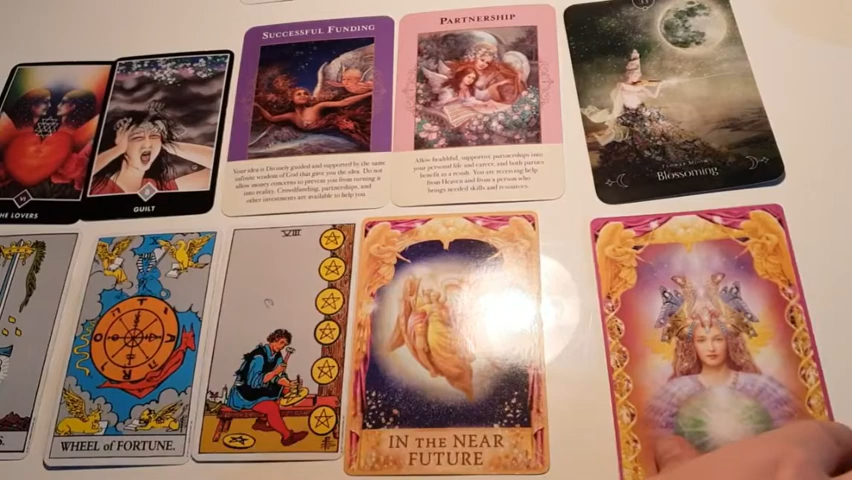 SUCCESSFUL FUNDING
Your idea is Divinely guided and supported by the same
infinite wisdom of God that gave you the idea. Do not
allow money concerns to prevent you from turning it
into reality. Crowdfunding, partnerships, and
other investments are available to help you.
PARTNERSHIP
Allow healthful, supportive partnerships into
your personal life and career, and both parties
benefit as a result. You are receiving help
from Heaven and from a person who
brings needed skills and resources.
Blossoming
THE LOVERS
GUILT
WHEEL of FORTUNE.
VIII
IN THE NEAR
FUTURE